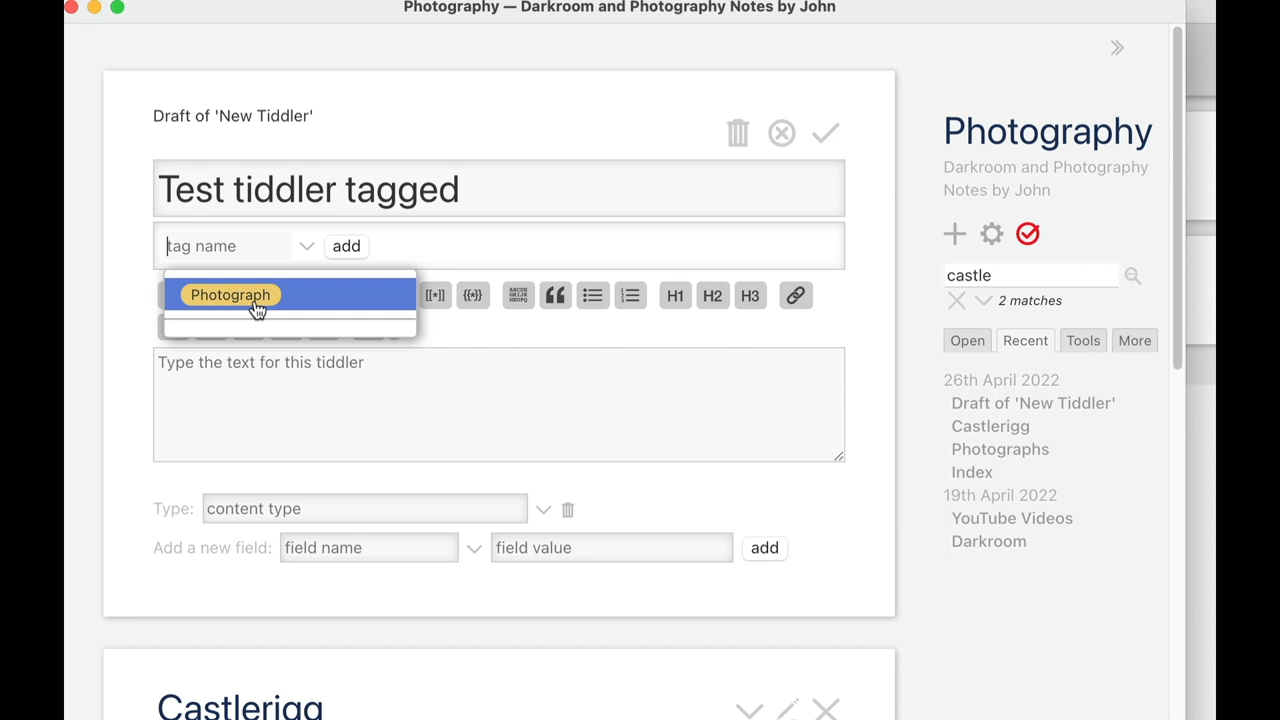 Photography — Darkroom and Photography Notes by John
Draft of 'New Tiddler'
Test tiddler tagged
tag name
add
Photograph
[[•]]
{{•}}
H1
H2
H3
Type the text for this tiddler
Type:
content type
Add a new field:
field name
field value
add
Castlerigg
Photography
Darkroom and Photography
Notes by John
castle
2 matches
Open
Recent
Tools
More
26th April 2022
Draft of 'New Tiddler'
Castlerigg
Photographs
Index
19th April 2022
YouTube Videos
Darkroom